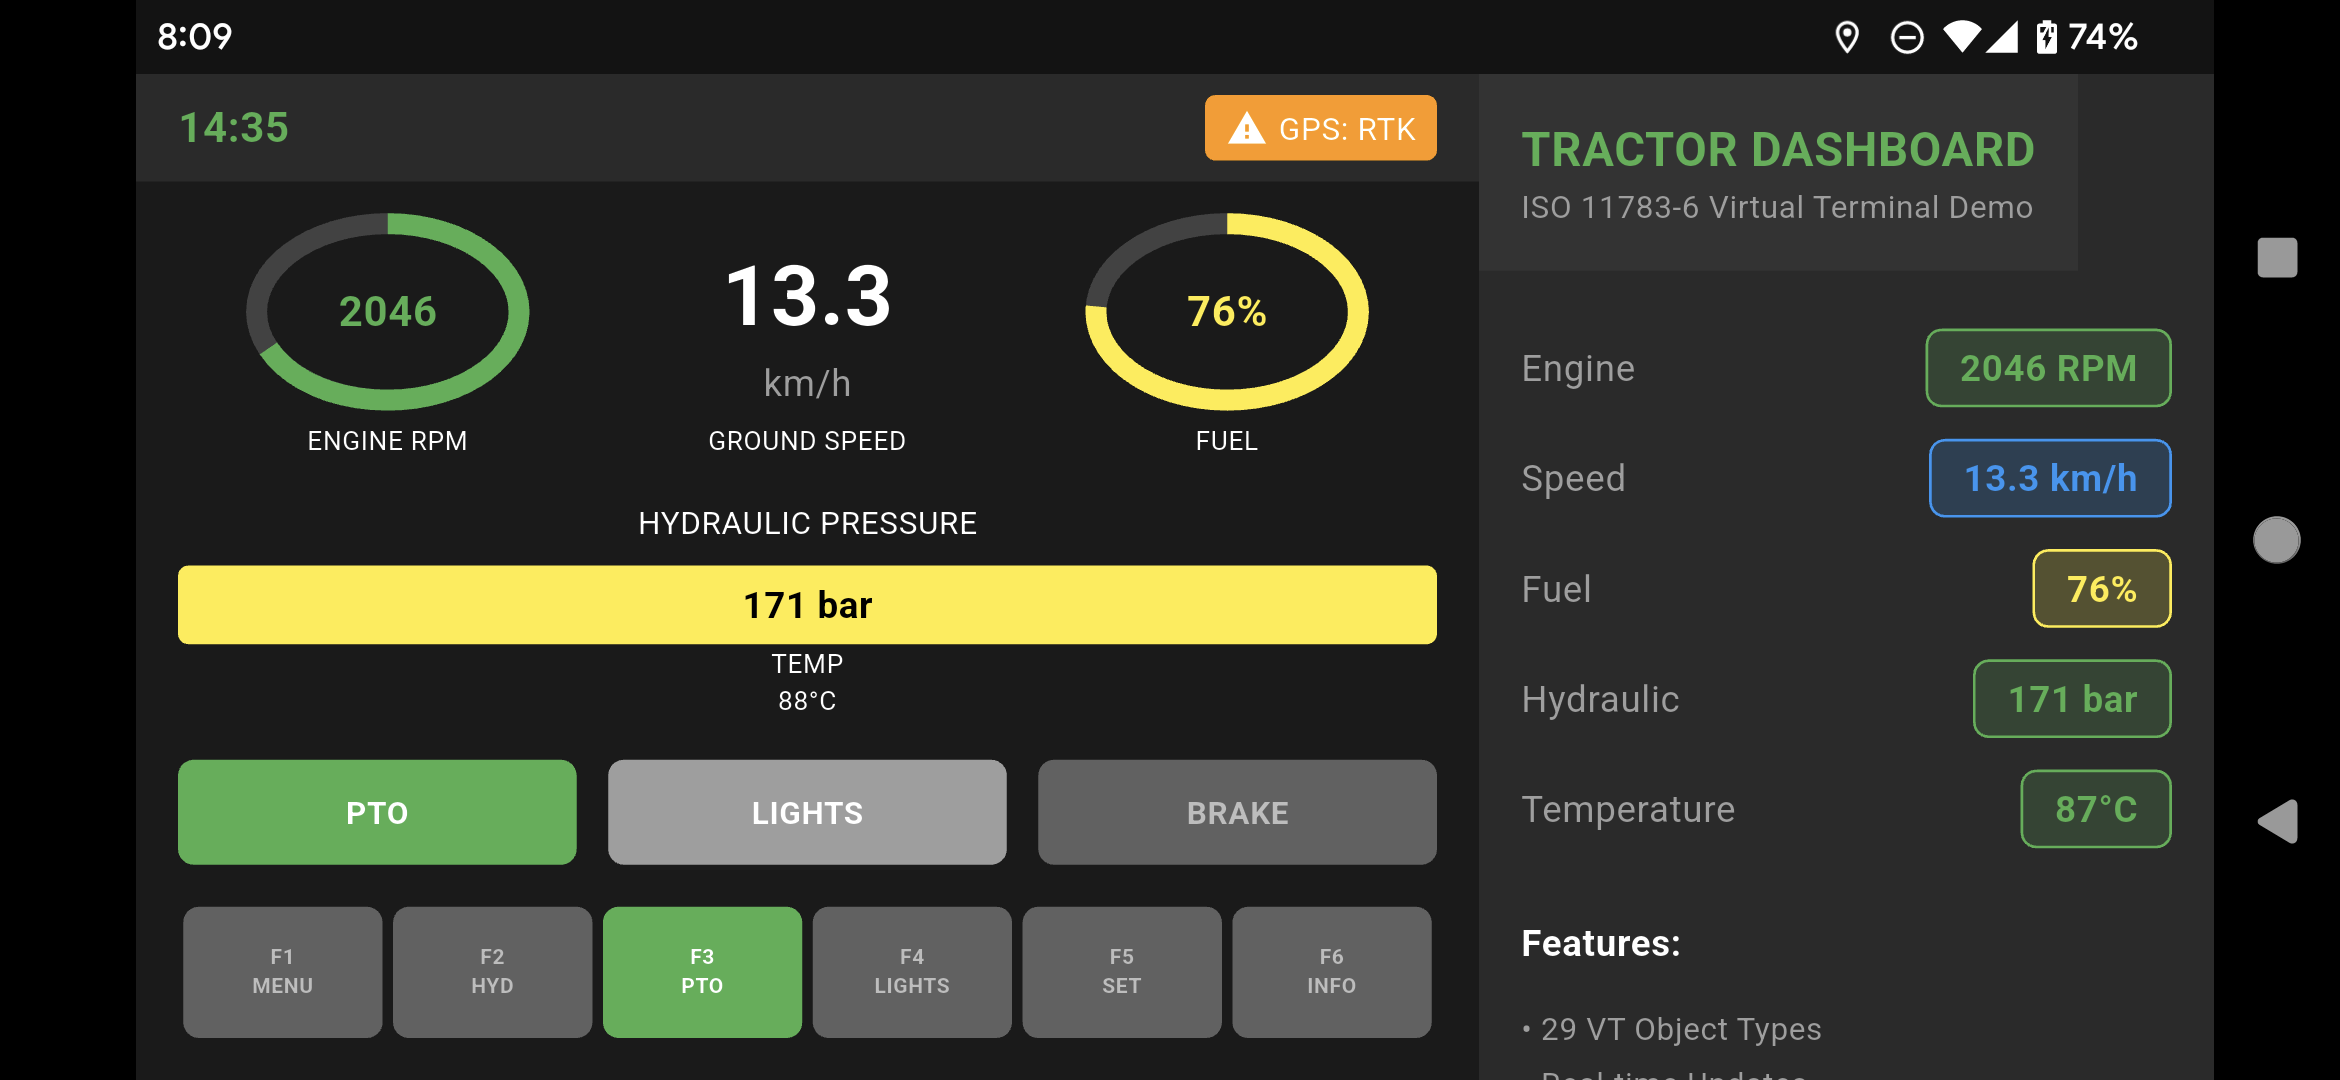 8:09
74%
14:35
GPS: RTK
2046
ENGINE RPM
13.3
km/h
GROUND SPEED
76%
FUEL
HYDRAULIC PRESSURE
171 bar
TEMP
88°C
PTO
LIGHTS
BRAKE
F1
MENU
F2
HYD
F3
PTO
F4
LIGHTS
F5
SET
F6
INFO
TRACTOR DASHBOARD
ISO 11783-6 Virtual Terminal Demo
Engine
2046 RPM
Speed
13.3 km/h
Fuel
76%
Hydraulic
171 bar
Temperature
87°C
Features:
• 29 VT Object Types
Real-time Updates